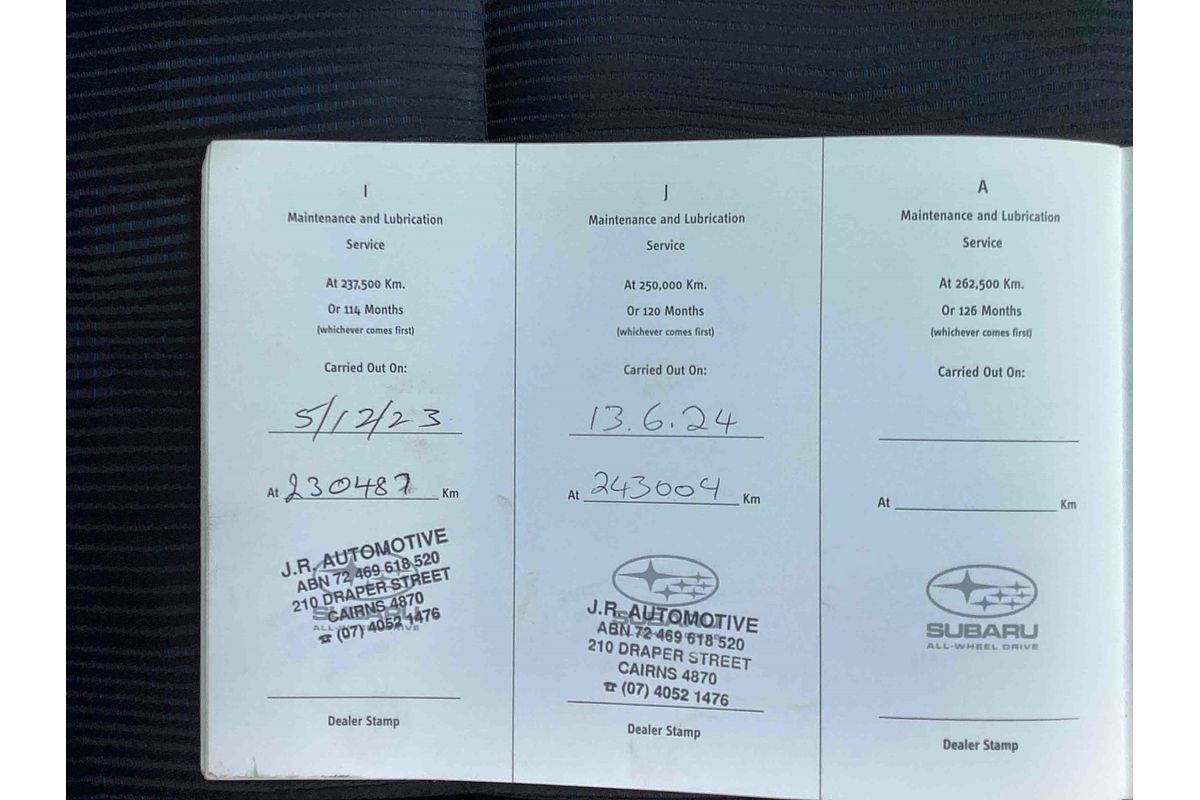 I
Maintenance and Lubrication
Service
At 237,500 Km.
Or 114 Months
(whichever comes first)
Carried Out On:
5/12/23
At 230487 Km
J.R. AUTOMOTIVE
ABN 72 469 618 520
210 DRAPER STREET
CAIRNS 4870
☎ (07) 4052 1476
SUBARU
ALL-WHEEL DRIVE
Dealer Stamp
J
Maintenance and Lubrication
Service
At 250,000 Km.
Or 120 Months
(whichever comes first)
Carried Out On:
13.6.24
At 243004 Km
J.R. AUTOMOTIVE
ABN 72 469 618 520
210 DRAPER STREET
CAIRNS 4870
☎ (07) 4052 1476
Dealer Stamp
A
Maintenance and Lubrication
Service
At 262,500 Km.
Or 126 Months
(whichever comes first)
Carried Out On:
At Km
SUBARU
ALL-WHEEL DRIVE
Dealer Stamp